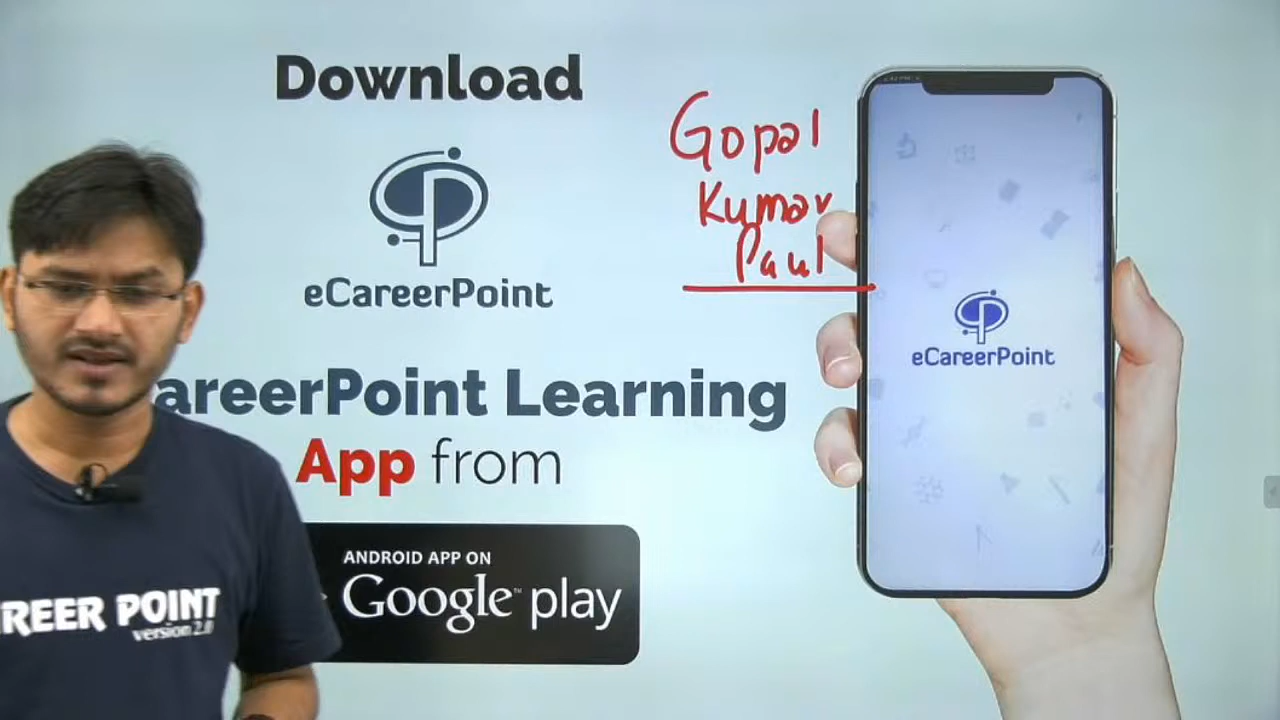 Download
eCareerPoint
areerPoint Learning
App from
ANDROID APP ON
Google play
Gopal
Kumar
Paul
eCareerPoint
REER POINT
version 2.0